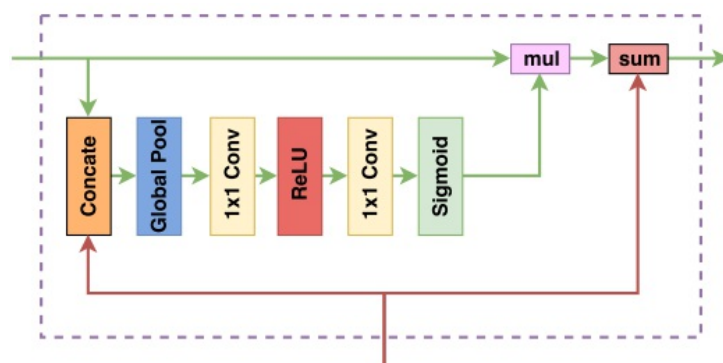 mul
sum
Concate
Global Pool
1x1 Conv
ReLU
1x1 Conv
Sigmoid